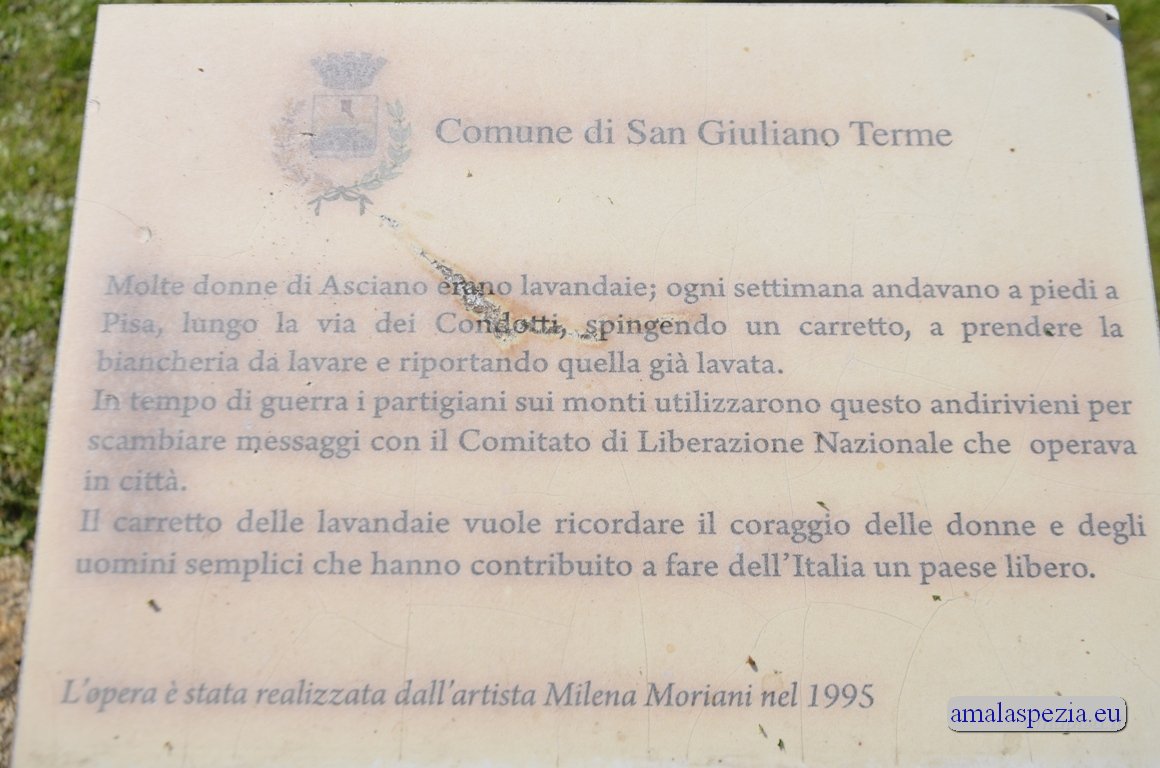 Comune di San Giuliano Terme
Molte donne di Asciano erano lavandaie; ogni settimana andavano a piedi a
Pisa, lungo la via dei Condotti, spingendo un carretto, a prendere la
biancheria da lavare e riportando quella già lavata.
In tempo di guerra i partigiani sui monti utilizzarono questo andirivieni per
scambiare messaggi con il Comitato di Liberazione Nazionale che operava
in città.
Il carretto delle lavandaie vuole ricordare il coraggio delle donne e degli
uomini semplici che hanno contribuito a fare dell'Italia un paese libero.
L'opera è stata realizzata dall'artista Milena Moriani nel 1995
amalaspezia.eu